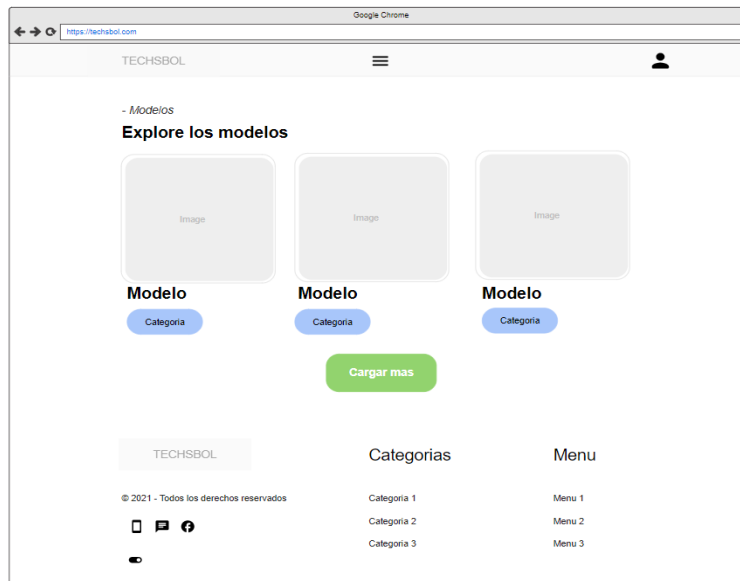 Google Chrome
https://techsbol.com
TECHSBOL
- Modelos
Explore los modelos
Image
Image
Image
Modelo
Modelo
Modelo
Categoria
Categoria
Categoria
Cargar mas
TECHSBOL
Categorias
Menu
© 2021 - Todos los derechos reservados
Categoria 1
Menu 1
Categoria 2
Menu 2
Categoria 3
Menu 3